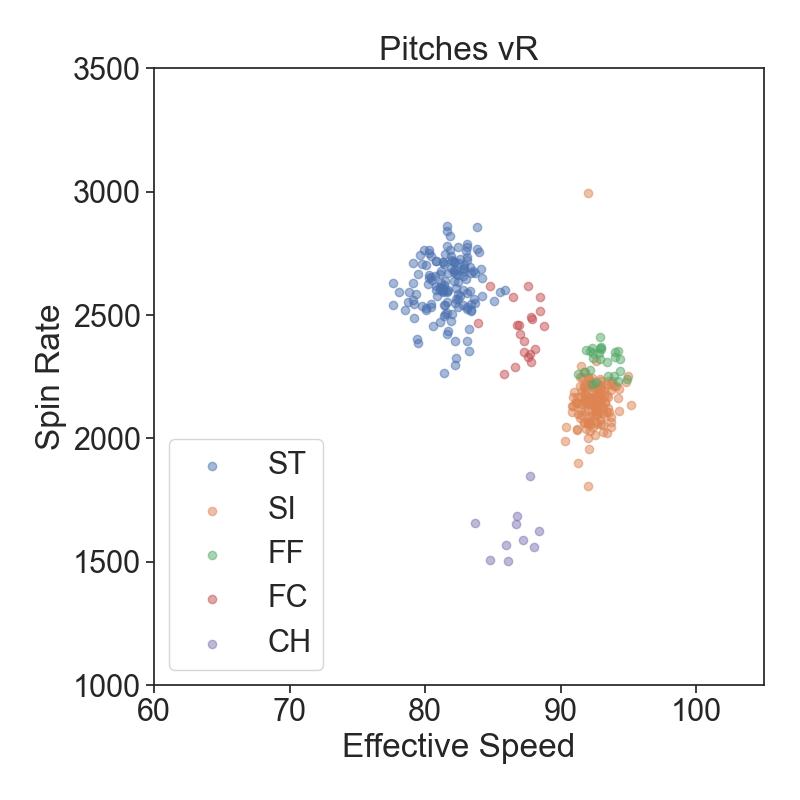 Pitches vR
3500
3000
2500
2000
1500
1000
Spin Rate
ST
SI
FF
FC
CH
60 70 80 90 100
Effective Speed